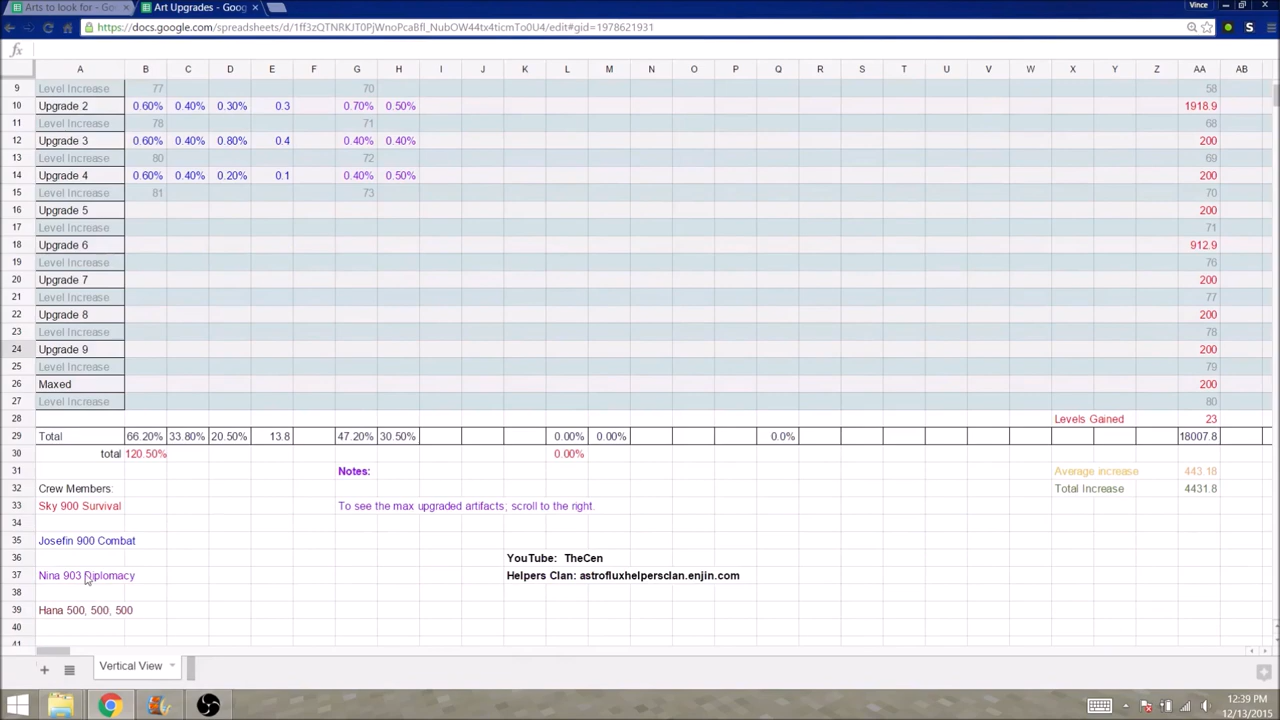 Arts to look for - Google
Art Upgrades - Goog
Vince
https://docs.google.com/spreadsheets/d/1ff3zQTNRKJT0PjWnoPcaBfl_NubOW44tx4ticmTo0U4/edit#gid=1978621931
fx
A B C D E F G H I J K L M N O P Q R S T U V W X Y Z AA AB
9 Level Increase 77 70 58
10 Upgrade 2 0.60% 0.40% 0.30% 0.3 0.70% 0.50% 1918.9
11 Level Increase 78 71 68
12 Upgrade 3 0.60% 0.40% 0.80% 0.4 0.40% 0.40% 200
13 Level Increase 80 72 69
14 Upgrade 4 0.60% 0.40% 0.20% 0.1 0.40% 0.50% 200
15 Level Increase 81 73 70
16 Upgrade 5 200
17 Level Increase 71
18 Upgrade 6 912.9
19 Level Increase 76
20 Upgrade 7 200
21 Level Increase 77
22 Upgrade 8 200
23 Level Increase 78
24 Upgrade 9 200
25 Level Increase 79
26 Maxed 200
27 Level Increase 80
28 Levels Gained 23
29 Total 66.20% 33.80% 20.50% 13.8 47.20% 30.50% 0.00% 0.00% 0.0% 18007.8
30 total 120.50% 0.00%
31 Notes: Average increase 443.18
32 Crew Members: Total Increase 4431.8
33 Sky 900 Survival To see the max upgraded artifacts; scroll to the right.
34
35 Josefin 900 Combat
36 YouTube: TheCen
37 Nina 903 Diplomacy Helpers Clan: astrofluxhelpersclan.enjin.com
38
39 Hana 500, 500, 500
40
41
Vertical View
12:39 PM
12/13/2015